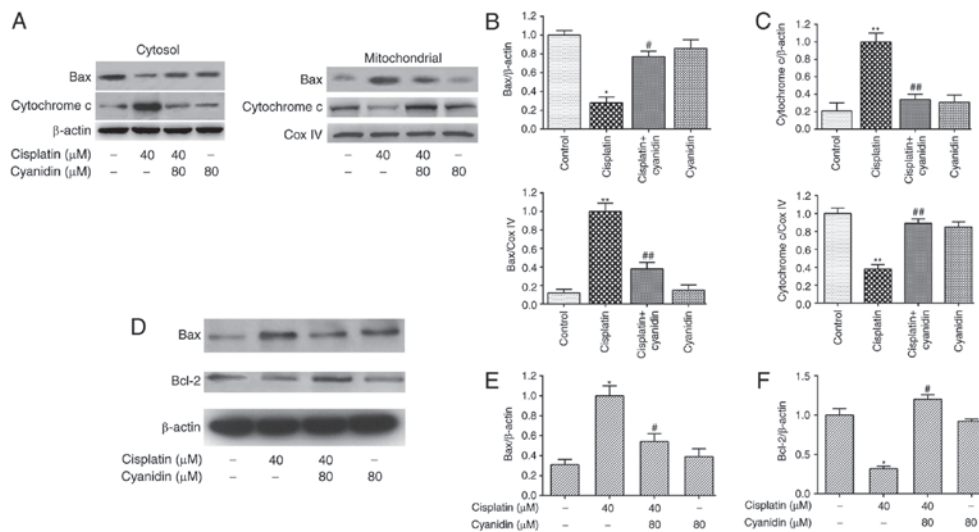 A
Cytosol
Bax
Cytochrome c
β-actin
Cisplatin (μM) – 40 40 –
Cyanidin (μM) – – 80 80
Mitochondrial
Bax
Cytochrome c
Cox IV
– 40 40 –
– – 80 80
B
Bax/β-actin
1.2
1.0
0.8
0.6
0.4
0.2
0.0
*
#
Control
Cisplatin
Cisplatin+
cyanidin
Cyanidin
Bax/Cox IV
1.2
1.0
0.8
0.6
0.4
0.2
0.0
**
##
Control
Cisplatin
Cisplatin+
cyanidin
Cyanidin
C
Cytochrome c/β-actin
1.2
1.0
0.8
0.6
0.4
0.2
0.0
**
##
Control
Cisplatin
Cisplatin+
cyanidin
Cyanidin
Cytochrome c/Cox IV
1.2
1.0
0.8
0.6
0.4
0.2
0.0
**
##
Control
Cisplatin
Cisplatin+
cyanidin
Cyanidin
D
Bax
Bcl-2
β-actin
Cisplatin (μM) – 40 40 –
Cyanidin (μM) – – 80 80
E
Bax/β-actin
1.2
1.0
0.8
0.6
0.4
0.2
0.0
*
#
Cisplatin (μM) – 40 40 –
Cyanidin (μM) – – 80 80
F
Bcl-2/β-actin
1.5
1.0
0.5
0.0
*
#
Cisplatin (μM) – 40 40 –
Cyanidin (μM) – – 80 80